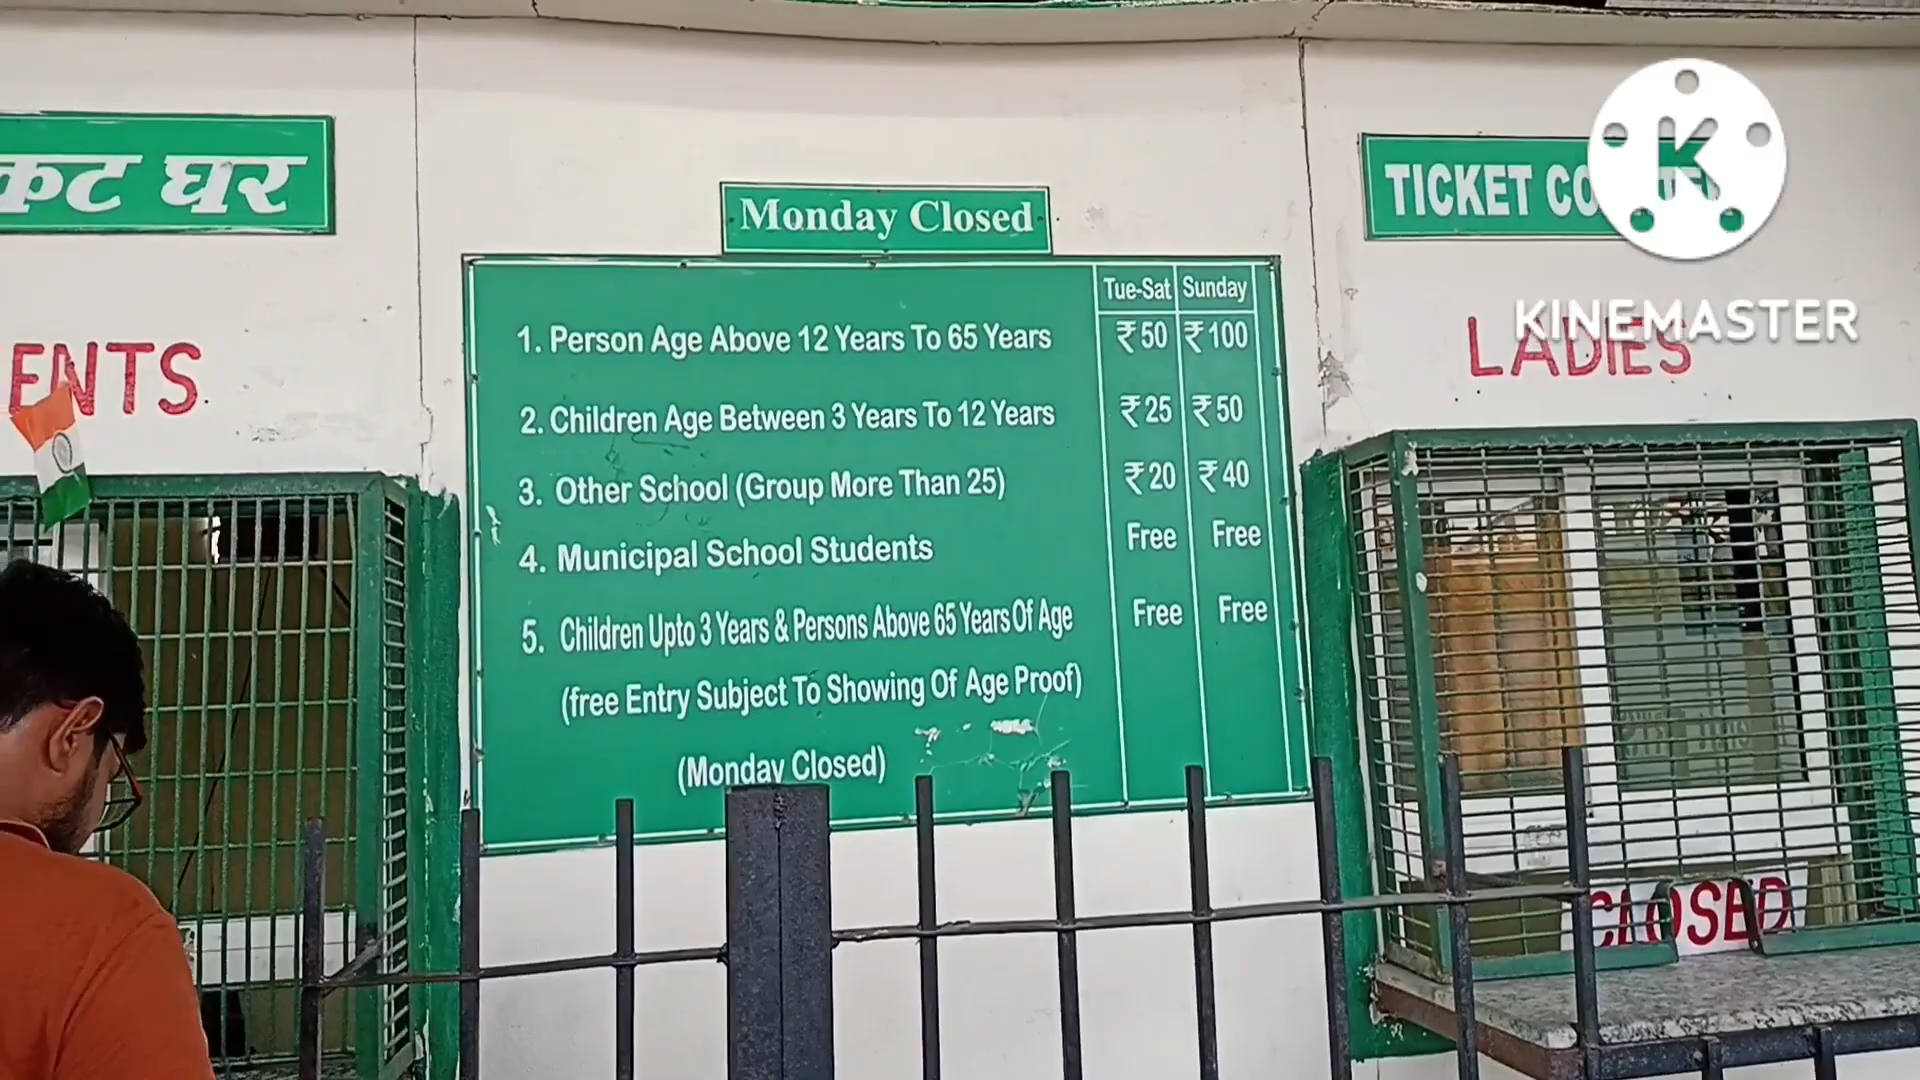 कट घर
Monday Closed
TICKET
ENTS
LADIES
KINEMASTER
Tue-Sat Sunday
1. Person Age Above 12 Years To 65 Years ₹50 ₹100
2. Children Age Between 3 Years To 12 Years ₹25 ₹50
3. Other School (Group More Than 25) ₹20 ₹40
4. Municipal School Students Free Free
5. Children Upto 3 Years & Persons Above 65 Years Of Age Free Free
(free Entry Subject To Showing Of Age Proof)
(Monday Closed)
CLOSED